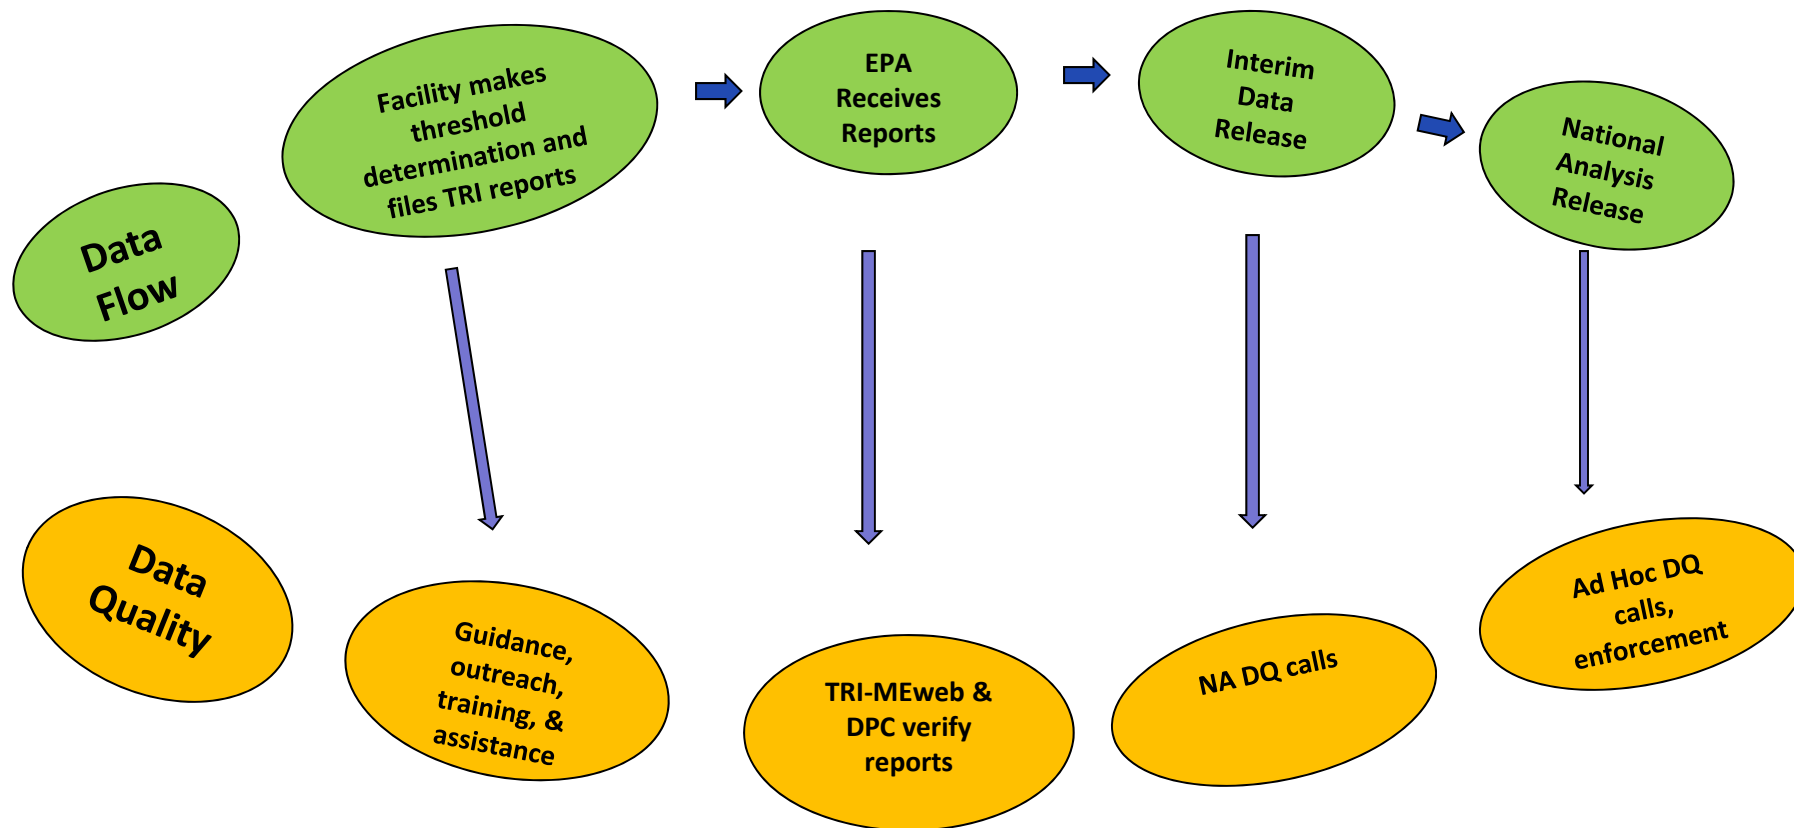 Data
Flow
Facility makes
threshold
determination and
files TRI reports
EPA
Receives
Reports
Interim
Data
Release
National
Analysis
Release
Data
Quality
Guidance,
outreach,
training, &
assistance
TRI-MEweb &
DPC verify
reports
NA DQ calls
Ad Hoc DQ
calls,
enforcement